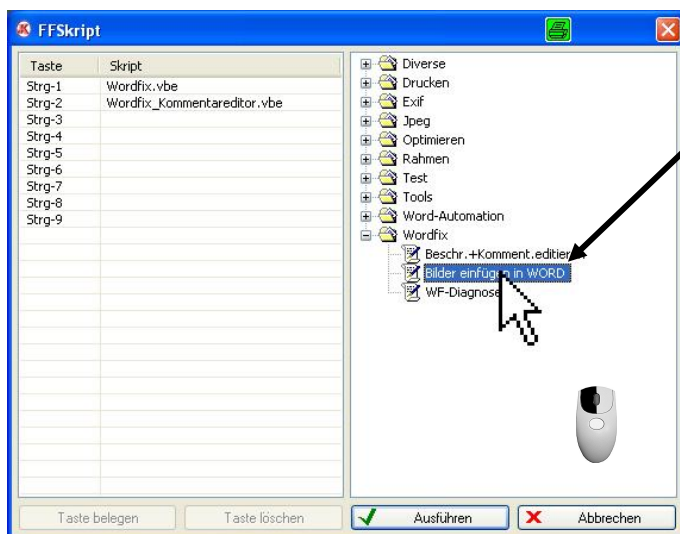 FFSkript
Taste Skript
Strg-1 Wordfix.vbe
Strg-2 Wordfix_Kommentareditor.vbe
Strg-3
Strg-4
Strg-5
Strg-6
Strg-7
Strg-8
Strg-9
Diverse
Drucken
Exif
Jpeg
Optimieren
Rahmen
Test
Tools
Word-Automation
Wordfix
Beschr.+Komment.editier
Bilder einfügen in WORD
WF-Diagnose
Taste belegen Taste löschen Ausführen Abbrechen